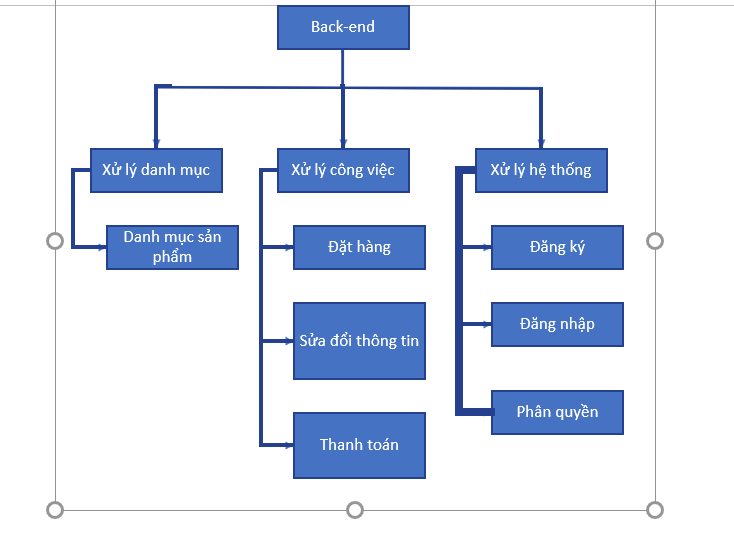 Back-end
Xử lý danh mục
Xử lý công việc
Xử lý hệ thống
Danh mục sản
phẩm
Đặt hàng
Đăng ký
Sửa đổi thông tin
Đăng nhập
Thanh toán
Phân quyền